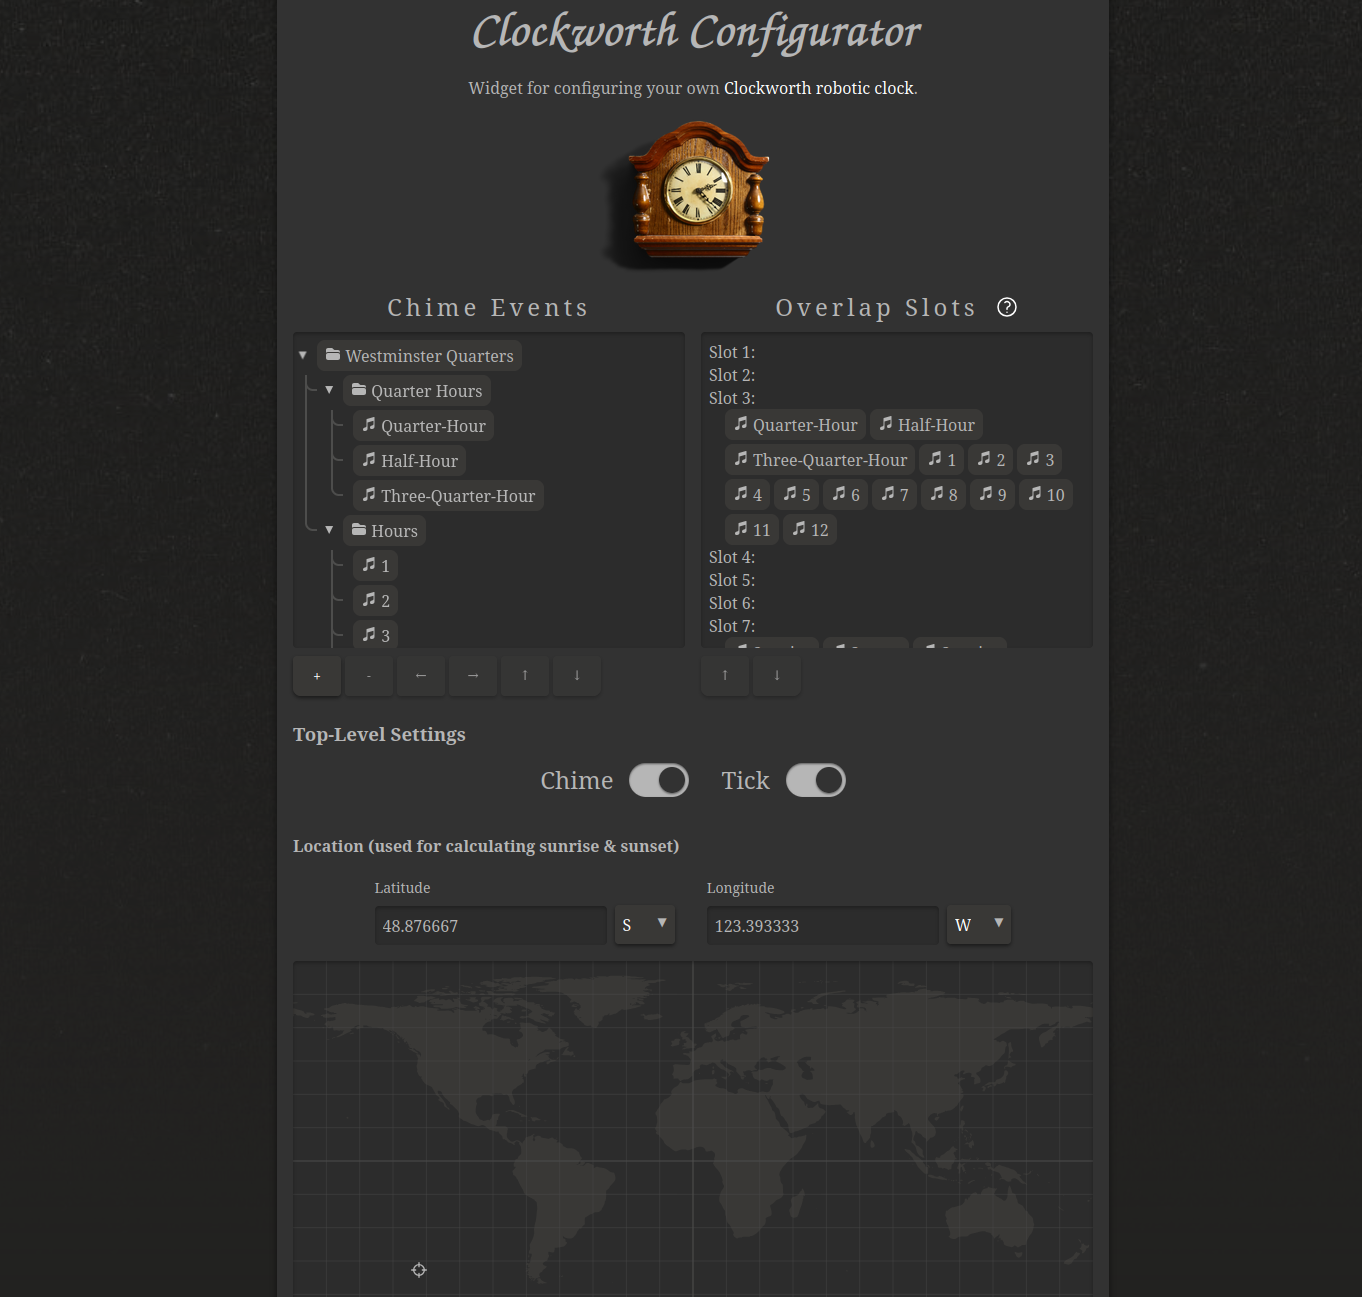 Clockworth Configurator
Widget for configuring your own Clockworth robotic clock.
Chime Events
Westminster Quarters
Quarter Hours
Quarter-Hour
Half-Hour
Three-Quarter-Hour
Hours
1
2
3
+ - ← → ↑ ↓
Overlap Slots ?
Slot 1:
Slot 2:
Slot 3:
Quarter-Hour Half-Hour
Three-Quarter-Hour 1 2 3
4 5 6 7 8 9 10
11 12
Slot 4:
Slot 5:
Slot 6:
Slot 7:
↑ ↓
Top-Level Settings
Chime Tick
Location (used for calculating sunrise & sunset)
Latitude Longitude
48.876667 S 123.393333 W